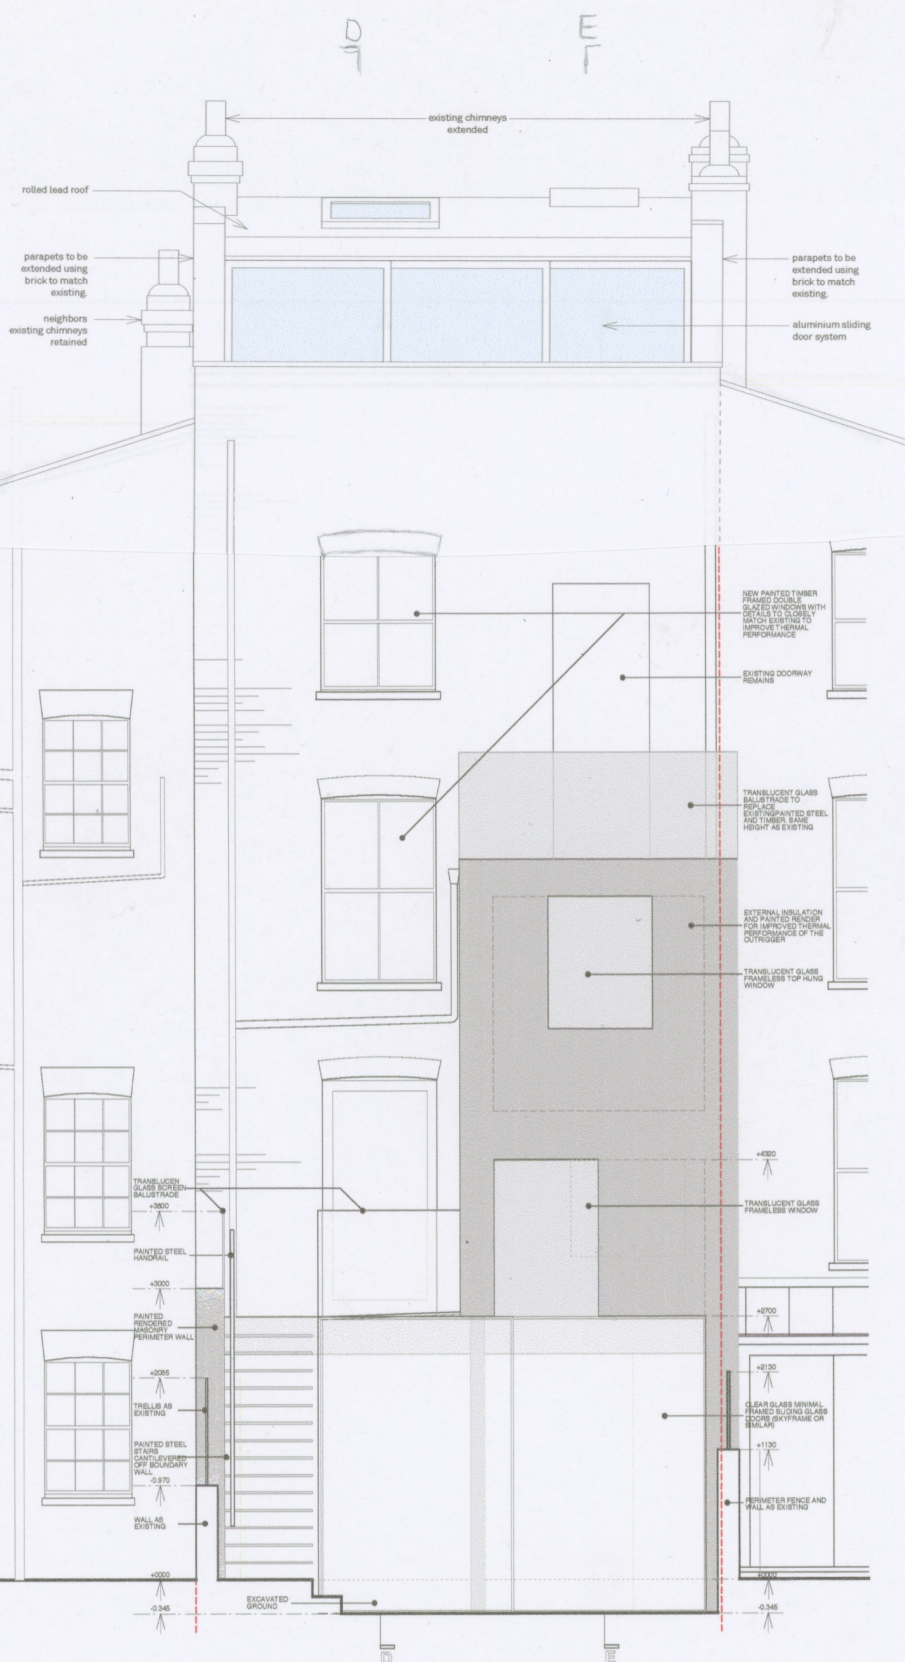 D
E
existing chimneys
extended
rolled lead roof
parapets to be
extended using
brick to match
existing.
neighbors
existing chimneys
retained
parapets to be
extended using
brick to match
existing.
aluminium sliding
door system
NEW PAINTED TIMBER
FRAMED DOUBLE
GLAZED WINDOWS WITH
DETAILS TO CLOSELY
MATCH EXISTING TO
IMPROVE THERMAL
PERFORMANCE
EXISTING DOORWAY
REMAINS
TRANSLUCENT GLASS
BALUSTRADE TO
REPLACE
EXISTINGPAINTED STEEL
AND TIMBER. SAME
HEIGHT AS EXISTING
EXTERNAL INSULATION
AND PAINTED RENDER
FOR IMPROVED THERMAL
PERFORMANCE OF THE
OUTRIGGER
TRANSLUCENT GLASS
FRAMELESS TOP HUNG
WINDOW
+4320
TRANSLUCENT GLASS
FRAMELESS WINDOW
TRANSLUCEN
GLASS SCREEN
BALUSTRADE
+3800
PAINTED STEEL
HANDRAIL
+3000
PAINTED
RENDERED
MASONRY
PERIMETER WALL
+2085
TRELLIS AS
EXISTING
PAINTED STEEL
STAIRS
CANTILEVERED
OFF BOUNDARY
WALL
-0.970
WALL AS
EXISTING
+0000
-0.345
EXCAVATED
GROUND
+2700
+2130
CLEAR GLASS MINIMAL
FRAMED SLIDING GLASS
DOORS (SKYFRAME OR
SIMILAR)
+1130
PERIMETER FENCE AND
WALL AS EXISTING
+0000
-0.345
D
E